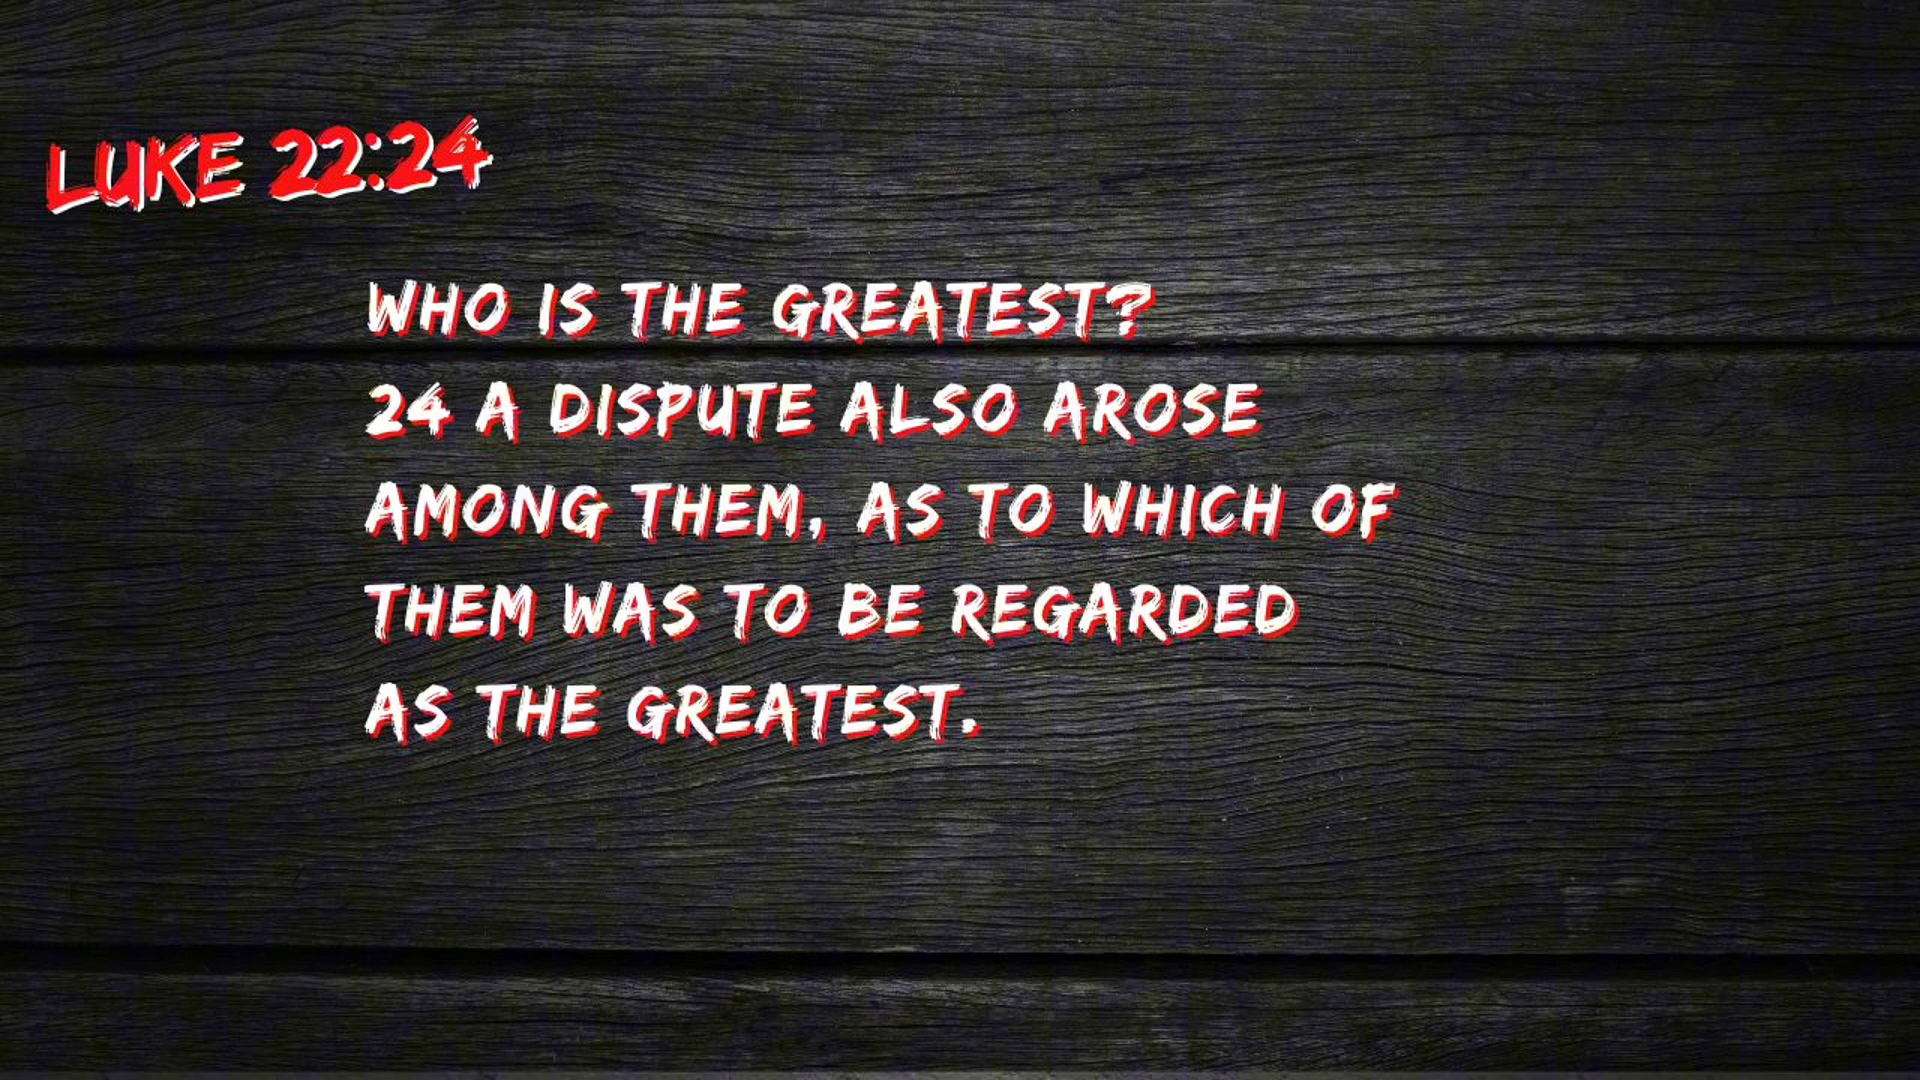 LUKE 22:24
WHO IS THE GREATEST?
24 A DISPUTE ALSO AROSE
AMONG THEM, AS TO WHICH OF
THEM WAS TO BE REGARDED
AS THE GREATEST.